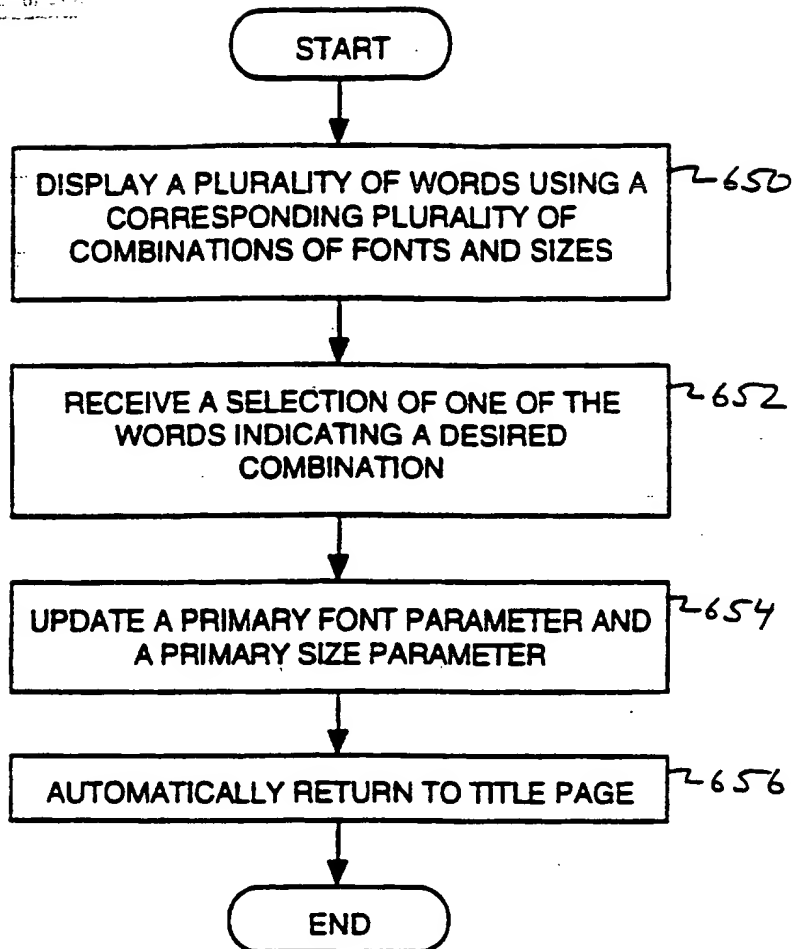 START
DISPLAY A PLURALITY OF WORDS USING A
CORRESPONDING PLURALITY OF
COMBINATIONS OF FONTS AND SIZES
650
RECEIVE A SELECTION OF ONE OF THE
WORDS INDICATING A DESIRED
COMBINATION
652
UPDATE A PRIMARY FONT PARAMETER AND
A PRIMARY SIZE PARAMETER
654
AUTOMATICALLY RETURN TO TITLE PAGE
656
END